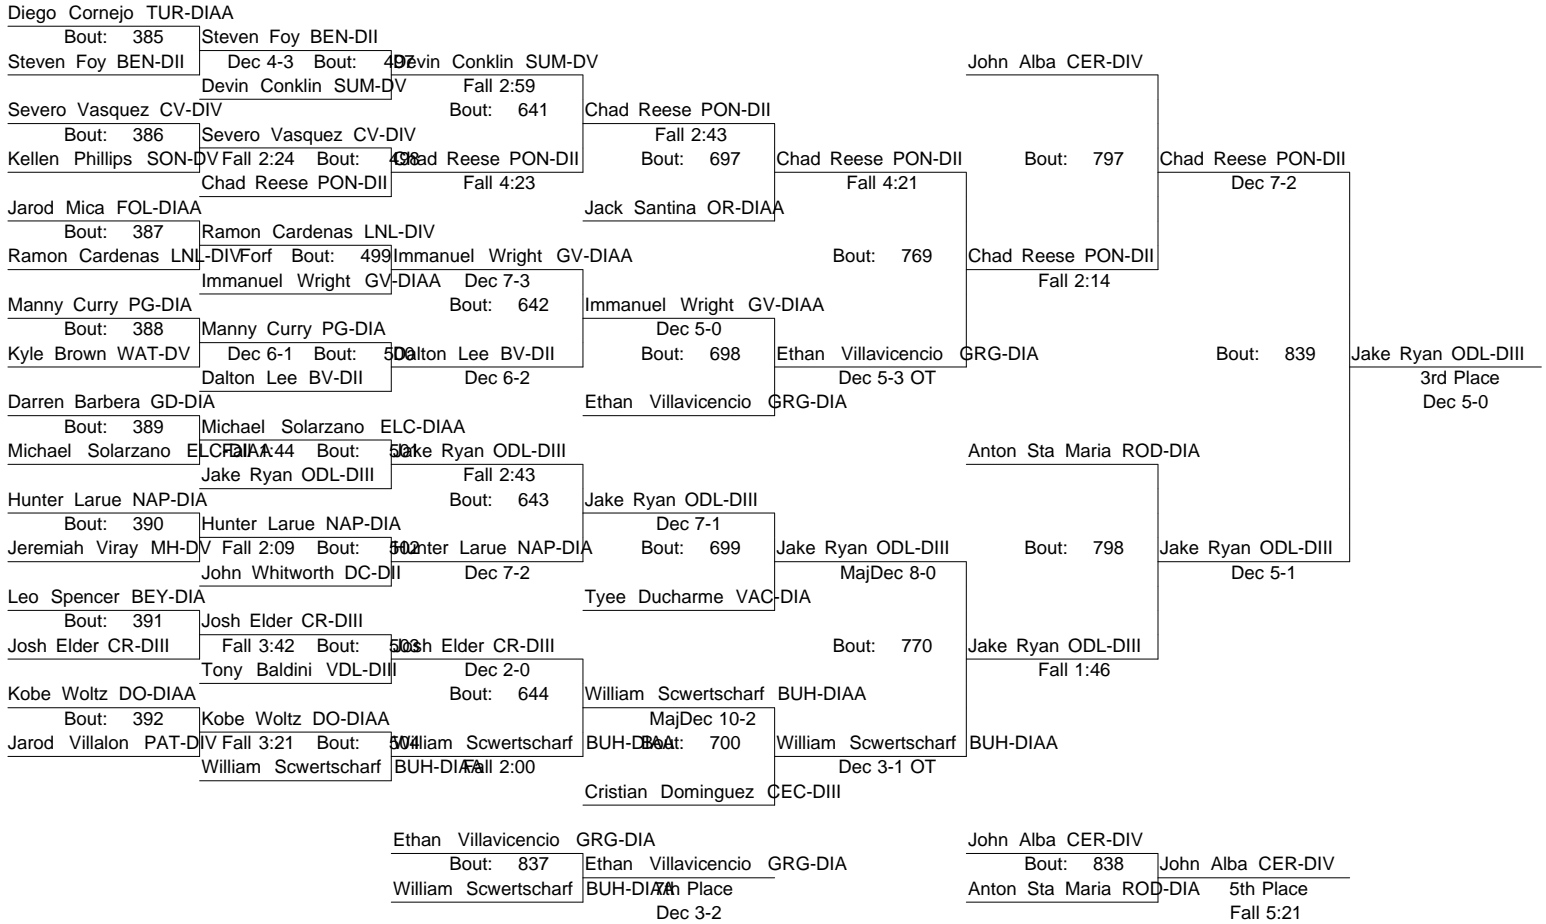 Diego Cornejo TUR-DIAA
Bout: 385 Steven Foy BEN-DII
Steven Foy BEN-DII Dec 4-3 Bout: 497 Devin Conklin SUM-DV John Alba CER-DIV
Devin Conklin SUM-DV Fall 2:59
Severo Vasquez CV-DIV Bout: 641 Chad Reese PON-DII
Bout: 386 Severo Vasquez CV-DIV Fall 2:43
Kellen Phillips SON-DV Fall 2:24 Bout: 498 Chad Reese PON-DII Bout: 697 Chad Reese PON-DII Bout: 797 Chad Reese PON-DII
Chad Reese PON-DII Fall 4:23 Fall 4:21 Dec 7-2
Jarod Mica FOL-DIAA Jack Santina OR-DIAA
Bout: 387 Ramon Cardenas LNL-DIV
Ramon Cardenas LNL-DIV Forf Bout: 499 Immanuel Wright GV-DIAA Bout: 769 Chad Reese PON-DII
Immanuel Wright GV-DIAA Dec 7-3 Fall 2:14
Manny Curry PG-DIA Bout: 642 Immanuel Wright GV-DIAA
Bout: 388 Manny Curry PG-DIA Dec 5-0
Kyle Brown WAT-DV Dec 6-1 Bout: 500 Dalton Lee BV-DII Bout: 698 Ethan Villavicencio GRG-DIA Bout: 839 Jake Ryan ODL-DIII
Dalton Lee BV-DII Dec 6-2 Dec 5-3 OT 3rd Place
Darren Barbera GD-DIA Ethan Villavicencio GRG-DIA Dec 5-0
Bout: 389 Michael Solarzano ELC-DIAA
Michael Solarzano ELC-DIAA Fall 1:44 Bout: 501 Jake Ryan ODL-DIII Anton Sta Maria ROD-DIA
Jake Ryan ODL-DIII Fall 2:43
Hunter Larue NAP-DIA Bout: 643 Jake Ryan ODL-DIII
Bout: 390 Hunter Larue NAP-DIA Dec 7-1
Jeremiah Viray MH-DV Fall 2:09 Bout: 502 Hunter Larue NAP-DIA Bout: 699 Jake Ryan ODL-DIII Bout: 798 Jake Ryan ODL-DIII
John Whitworth DC-DII Dec 7-2 MajDec 8-0 Dec 5-1
Leo Spencer BEY-DIA Tyee Ducharme VAC-DIA
Bout: 391 Josh Elder CR-DIII
Josh Elder CR-DIII Fall 3:42 Bout: 503 Josh Elder CR-DIII Bout: 770 Jake Ryan ODL-DIII
Tony Baldini VDL-DIII Dec 2-0 Fall 1:46
Kobe Woltz DO-DIAA Bout: 644 William Scwertscharf BUH-DIAA
Bout: 392 Kobe Woltz DO-DIAA MajDec 10-2
Jarod Villalon PAT-DIV Fall 3:21 Bout: 504 William Scwertscharf BUH-DIAA Bout: 700 William Scwertscharf BUH-DIAA
William Scwertscharf BUH-DIAA Fall 2:00 Dec 3-1 OT
Cristian Dominguez CEC-DIII
Ethan Villavicencio GRG-DIA John Alba CER-DIV
Bout: 837 Ethan Villavicencio GRG-DIA Bout: 838 John Alba CER-DIV
William Scwertscharf BUH-DIAA 7th Place Anton Sta Maria ROD-DIA 5th Place
Dec 3-2 Fall 5:21